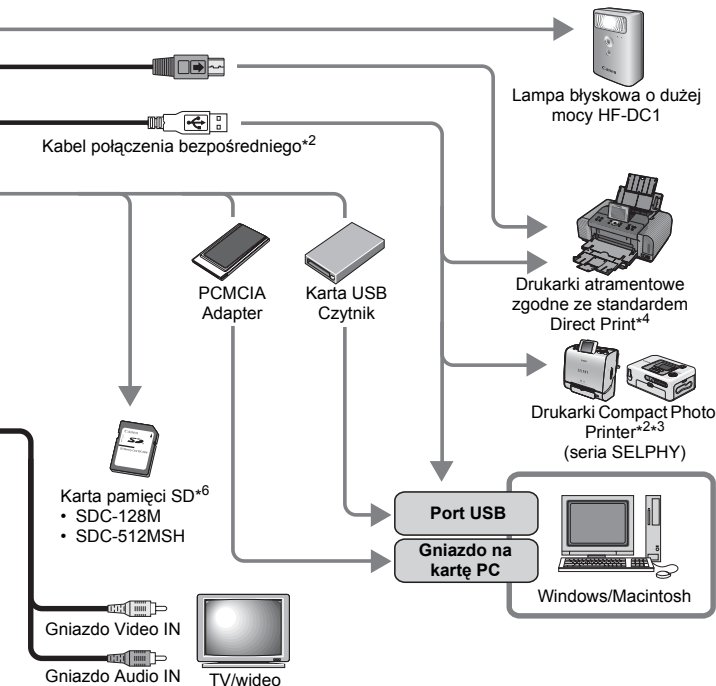 Lampa błyskowa o dużej
mocy HF-DC1
Kabel połączenia bezpośredniego*2
PCMCIA
Adapter
Karta USB
Czytnik
Drukarki atramentowe
zgodne ze standardem
Direct Print*4
Drukarki Compact Photo
Printer*2*3
(seria SELPHY)
Karta pamięci SD*6
• SDC-128M
• SDC-512MSH
Port USB
Gniazdo na
kartę PC
Windows/Macintosh
Gniazdo Video IN
Gniazdo Audio IN
TV/wideo